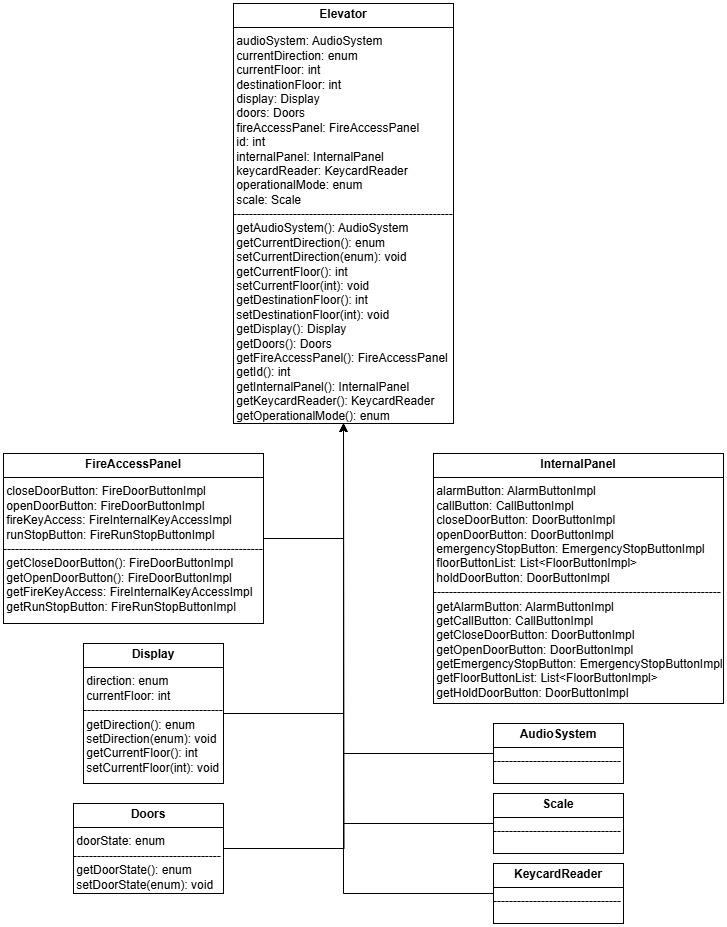 Elevator
audioSystem: AudioSystem
currentDirection: enum
currentFloor: int
destinationFloor: int
display: Display
doors: Doors
fireAccessPanel: FireAccessPanel
id: int
internalPanel: InternalPanel
keycardReader: KeycardReader
operationalMode: enum
scale: Scale
getAudioSystem(): AudioSystem
getCurrentDirection(): enum
setCurrentDirection(enum): void
getCurrentFloor(): int
setCurrentFloor(int): void
getDestinationFloor(): int
setDestinationFloor(int): void
getDisplay(): Display
getDoors(): Doors
getFireAccessPanel(): FireAccessPanel
getId(): int
getInternalPanel(): InternalPanel
getKeycardReader(): KeycardReader
getOperationalMode(): enum
FireAccessPanel
closeDoorButton: FireDoorButtonImpl
openDoorButton: FireDoorButtonImpl
fireKeyAccess: FireInternalKeyAccessImpl
runStopButton: FireRunStopButtonImpl
getCloseDoorButton(): FireDoorButtonImpl
getOpenDoorButton(): FireDoorButtonImpl
getFireKeyAccess: FireInternalKeyAccessImpl
getRunStopButton: FireRunStopButtonImpl
InternalPanel
alarmButton: AlarmButtonImpl
callButton: CallButtonImpl
closeDoorButton: DoorButtonImpl
openDoorButton: DoorButtonImpl
emergencyStopButton: EmergencyStopButtonImpl
floorButtonList: List<FloorButtonImpl>
holdDoorButton: DoorButtonImpl
getAlarmButton: AlarmButtonImpl
getCallButton: CallButtonImpl
getCloseDoorButton: DoorButtonImpl
getOpenDoorButton: DoorButtonImpl
getEmergencyStopButton: EmergencyStopButtonImpl
getFloorButtonList: List<FloorButtonImpl>
getHoldDoorButton: DoorButtonImpl
Display
direction: enum
currentFloor: int
getDirection(): enum
setDirection(enum): void
getCurrentFloor(): int
setCurrentFloor(int): void
AudioSystem
Scale
Doors
doorState: enum
getDoorState(): enum
setDoorState(enum): void
KeycardReader